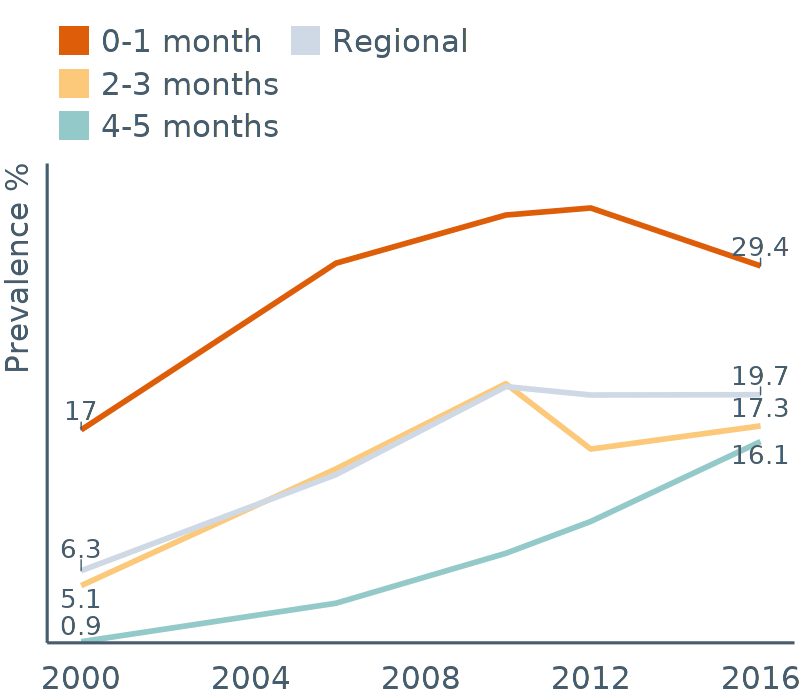 0-1 month
Regional
2-3 months
4-5 months
Prevalence %
29.4
19.7
17.3
16.1
17
6.3
5.1
0.9
2000 2004 2008 2012 2016